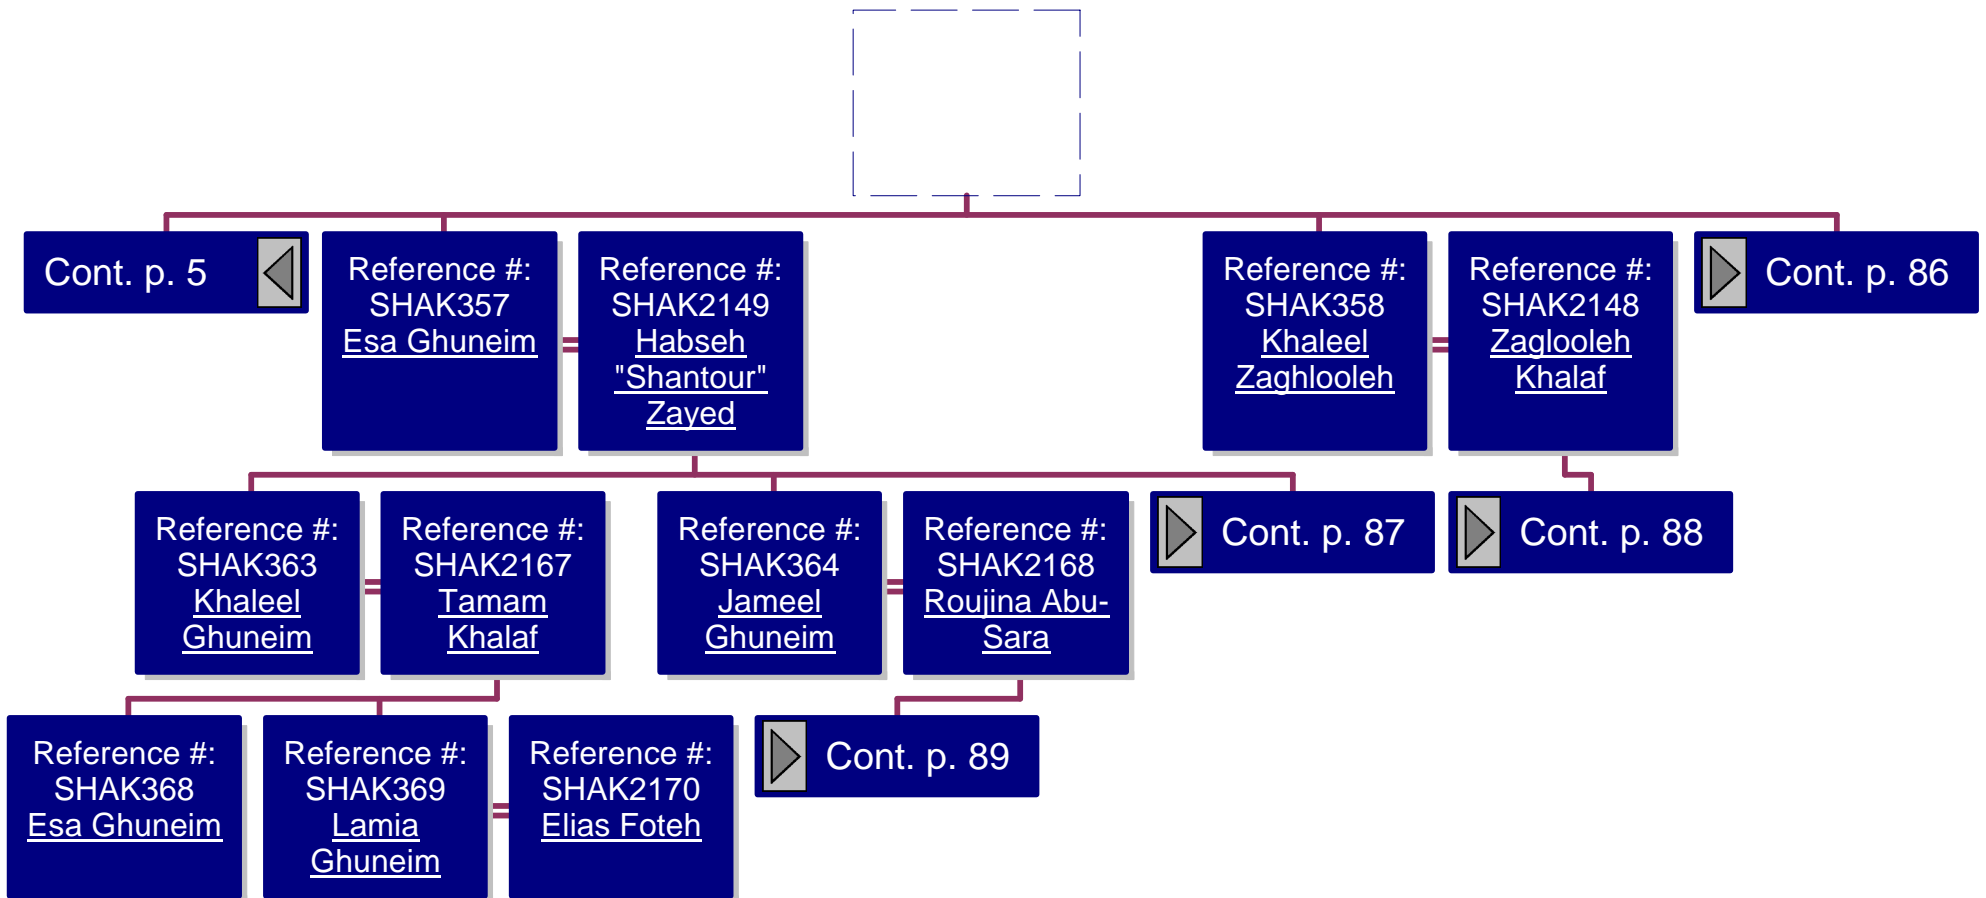 Cont. p. 5
Reference #:
SHAK357
Esa Ghuneim
Reference #:
SHAK2149
Habseh
"Shantour"
Zayed
Reference #:
SHAK358
Khaleel
Zaghlooleh
Reference #:
SHAK2148
Zaglooleh
Khalaf
Cont. p. 86
Reference #:
SHAK363
Khaleel
Ghuneim
Reference #:
SHAK2167
Tamam
Khalaf
Reference #:
SHAK364
Jameel
Ghuneim
Reference #:
SHAK2168
Roujina Abu-
Sara
Cont. p. 87
Cont. p. 88
Reference #:
SHAK368
Esa Ghuneim
Reference #:
SHAK369
Lamia
Ghuneim
Reference #:
SHAK2170
Elias Foteh
Cont. p. 89